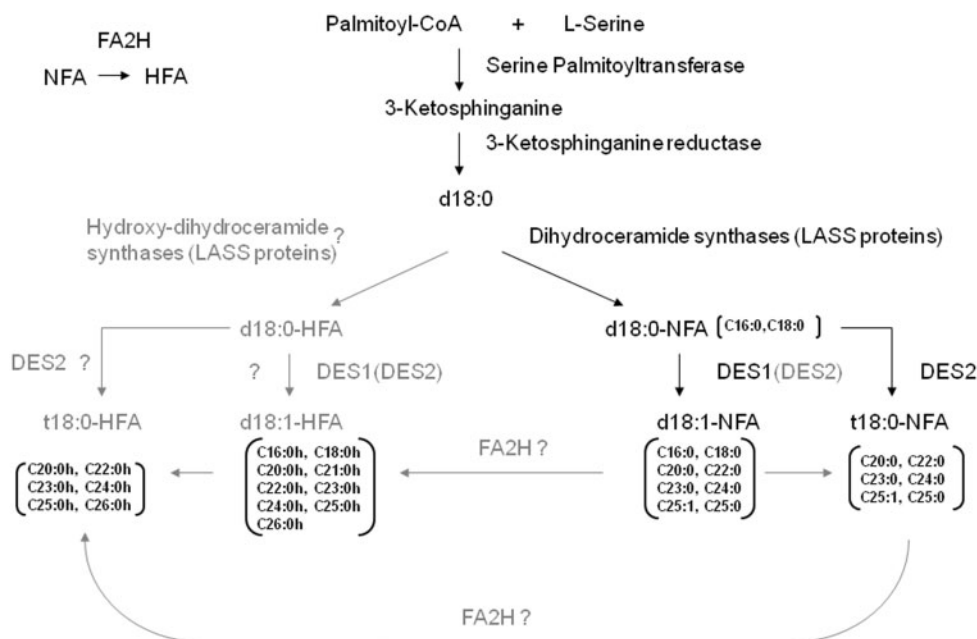 Palmitoyl-CoA + L-Serine
FA2H
NFA → HFA
Serine Palmitoyltransferase
3-Ketosphinganine
3-Ketosphinganine reductase
d18:0
Hydroxy-dihydroceramide ?
synthases (LASS proteins)
Dihydroceramide synthases (LASS proteins)
d18:0-HFA
d18:0-NFA [C16:0,C18:0]
DES2 ?
? DES1(DES2)
DES1(DES2)
DES2
t18:0-HFA
d18:1-HFA
d18:1-NFA
t18:0-NFA
C20:0h, C22:0h
C23:0h, C24:0h
C25:0h, C26:0h
C16:0h, C18:0h
C20:0h, C21:0h
C22:0h, C23:0h
C24:0h, C25:0h
C26:0h
FA2H ?
C16:0, C18:0
C20:0, C22:0
C23:0, C24:0
C25:1, C25:0
C20:0, C22:0
C23:0, C24:0
C25:1, C25:0
FA2H ?